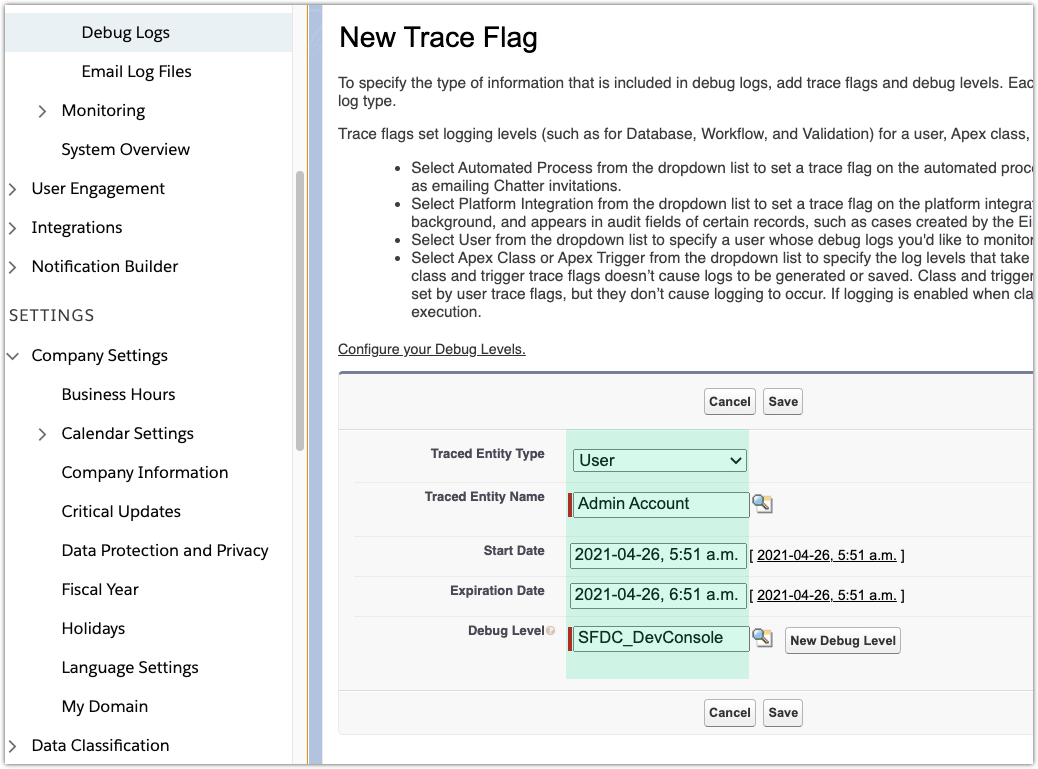 Debug Logs
Email Log Files
Monitoring
System Overview
User Engagement
Integrations
Notification Builder
SETTINGS
Company Settings
Business Hours
Calendar Settings
Company Information
Critical Updates
Data Protection and Privacy
Fiscal Year
Holidays
Language Settings
My Domain
Data Classification
New Trace Flag
To specify the type of information that is included in debug logs, add trace flags and debug levels. Eac
log type.
Trace flags set logging levels (such as for Database, Workflow, and Validation) for a user, Apex class,
• Select Automated Process from the dropdown list to set a trace flag on the automated proc
as emailing Chatter invitations.
• Select Platform Integration from the dropdown list to set a trace flag on the platform integra
background, and appears in audit fields of certain records, such as cases created by the Ei
• Select User from the dropdown list to specify a user whose debug logs you'd like to monitor
• Select Apex Class or Apex Trigger from the dropdown list to specify the log levels that take
class and trigger trace flags doesn’t cause logs to be generated or saved. Class and trigger
set by user trace flags, but they don’t cause logging to occur. If logging is enabled when cla
execution.
Configure your Debug Levels.
Cancel Save
Traced Entity Type User
Traced Entity Name Admin Account
Start Date 2021-04-26, 5:51 a.m. [ 2021-04-26, 5:51 a.m. ]
Expiration Date 2021-04-26, 6:51 a.m. [ 2021-04-26, 5:51 a.m. ]
Debug Level SFDC_DevConsole New Debug Level
Cancel Save